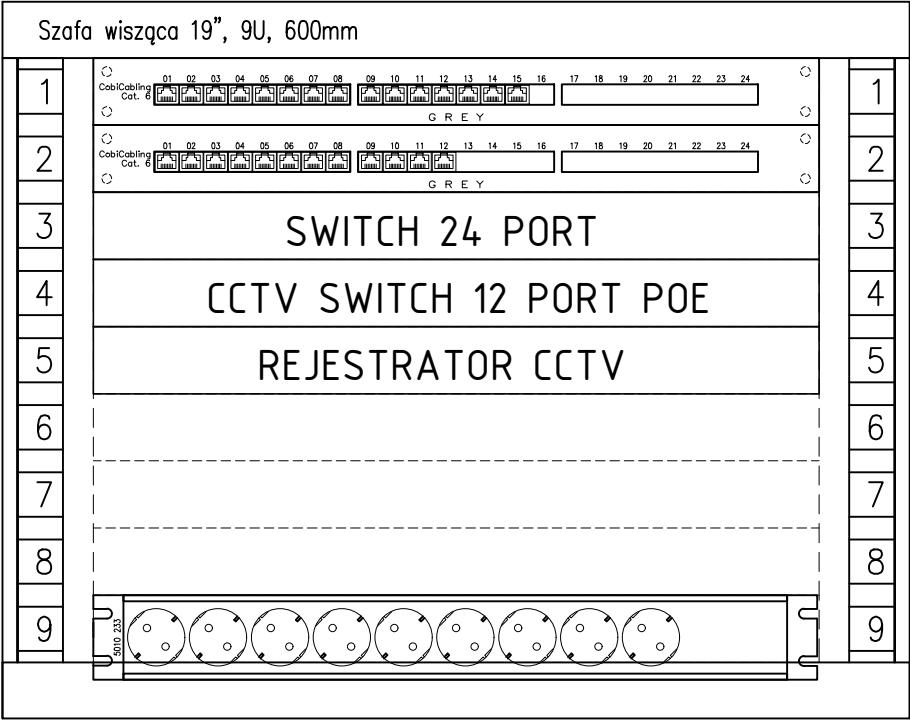 Szafa wisząca 19”, 9U, 600mm
1 CobiCabling Cat. 6 01 02 03 04 05 06 07 08 09 10 11 12 13 14 15 16 17 18 19 20 21 22 23 24 1
GREY
2 CobiCabling Cat. 6 01 02 03 04 05 06 07 08 09 10 11 12 13 14 15 16 17 18 19 20 21 22 23 24 2
GREY
3 SWITCH 24 PORT 3
4 CCTV SWITCH 12 PORT POE 4
5 REJESTRATOR CCTV 5
6 6
7 7
8 8
9 5010 233 9